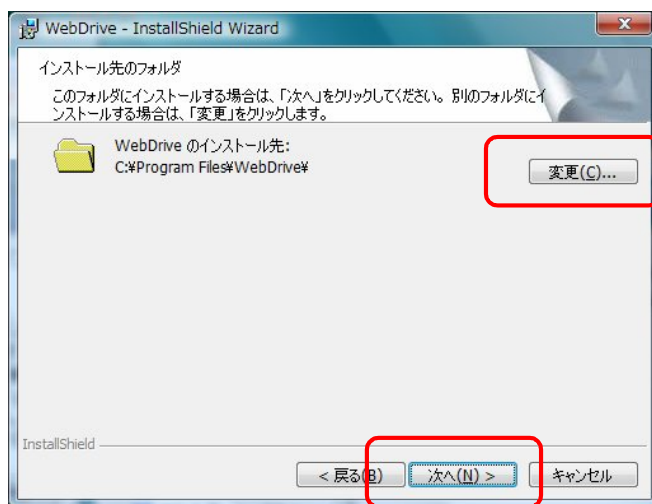 WebDrive - InstallShield Wizard
インストール先のフォルダ
このフォルダにインストールする場合は、「次へ」をクリックしてください。別のフォルダにイ
ンストールする場合は、「変更」をクリックします。
WebDrive のインストール先:
C:¥Program Files¥WebDrive¥
変更(C)...
InstallShield
< 戻る(B) 次へ(N) > キャンセル